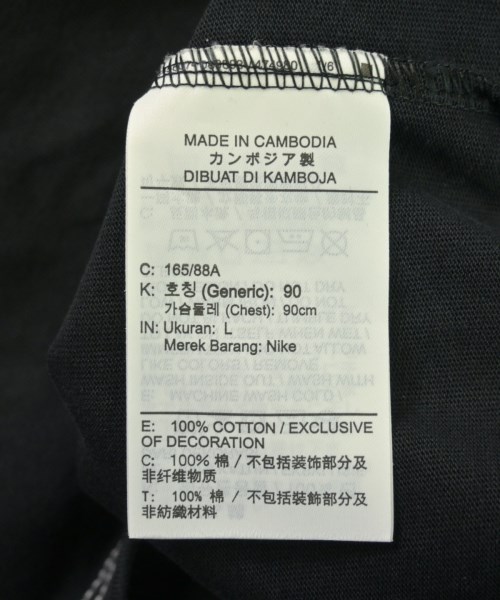 MADE IN CAMBODIA
カンボジア製
DIBUAT DI KAMBOJA
C: 165/88A
K: 호칭 (Generic): 90
가슴둘레 (Chest): 90cm
IN: Ukuran: L
Merek Barang: Nike
E: 100% COTTON / EXCLUSIVE
OF DECORATION
C: 100% 棉 / 不包括装饰部分及
非纤维物质
T: 100% 棉 / 不包括裝飾部分及
非紡織材料